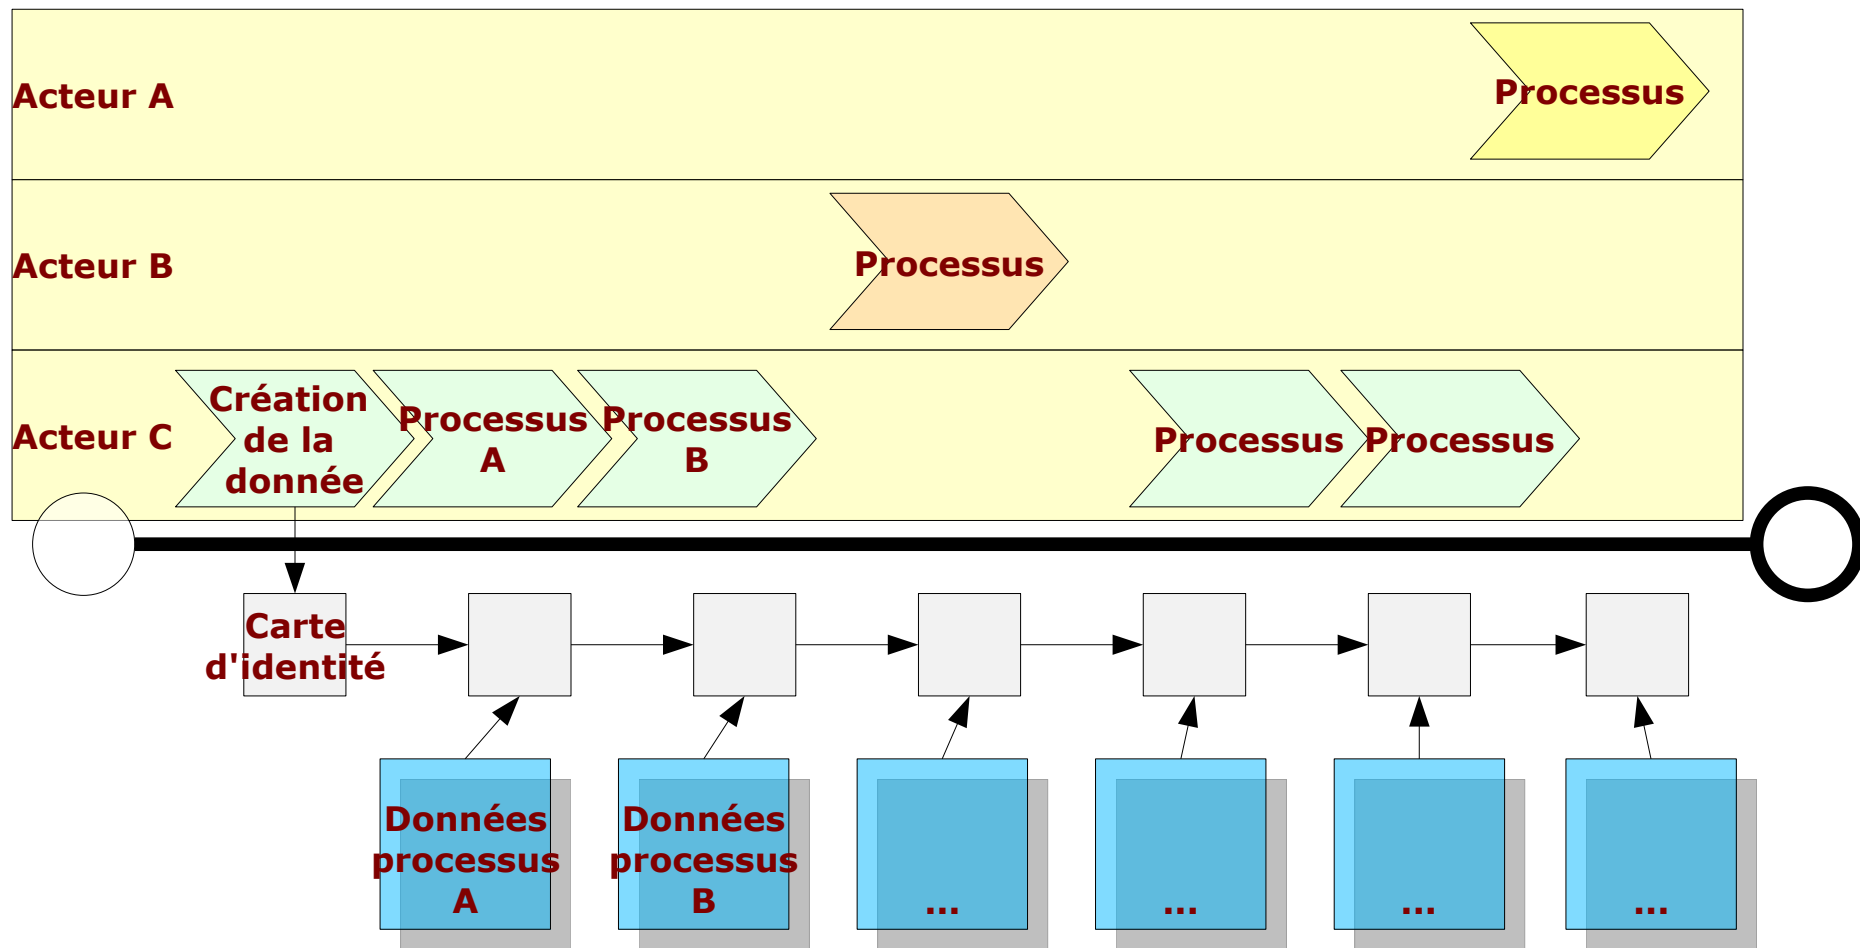 Acteur A
Processus
Acteur B
Processus
Acteur C
Création
de la
donnée
Processus
A
Processus
B
Processus
Processus
Carte
d'identité
Données
processus
A
Données
processus
B
...
...
...
...